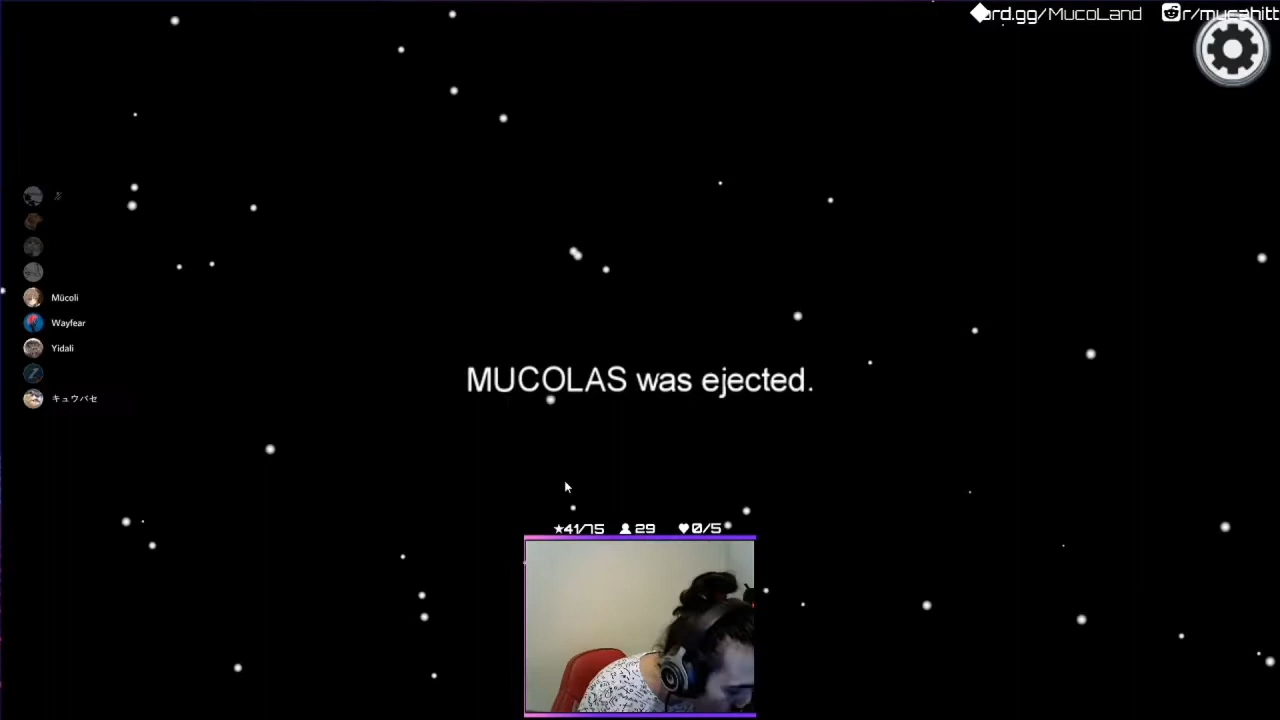 ord.gg/MucoLand r/mucahitt
Mücoli
Wayfear
Yidali
キュウバセ
MUCOLAS was ejected.
41/75 29 0/5